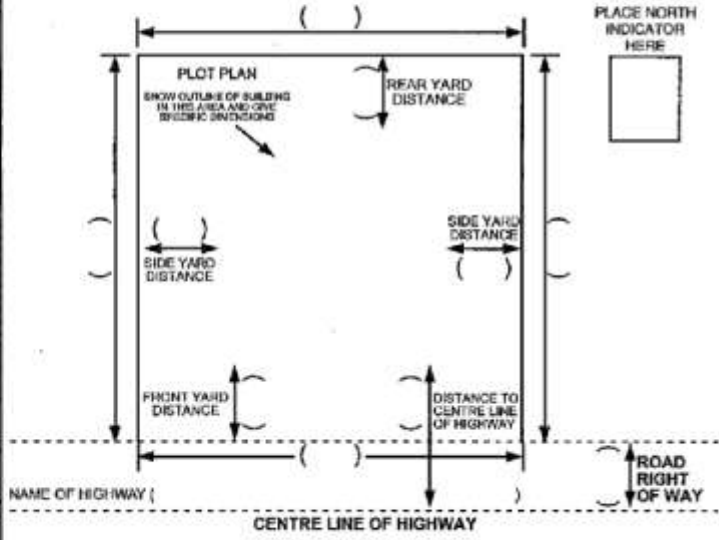 ( )
PLACE NORTH
INDICATOR
HERE
PLOT PLAN
SHOW OUTLINE OF BUILDING
IN THIS AREA AND GIVE
SPECIFIC DIMENSIONS
( )
REAR YARD
DISTANCE
( )
( )
SIDE YARD
DISTANCE
SIDE YARD
DISTANCE
( )
( )
( )
FRONT YARD
DISTANCE
( )
( )
DISTANCE TO
CENTRE LINE
OF HIGHWAY
( )
( )
ROAD
RIGHT
OF WAY
NAME OF HIGHWAY ( )
CENTRE LINE OF HIGHWAY